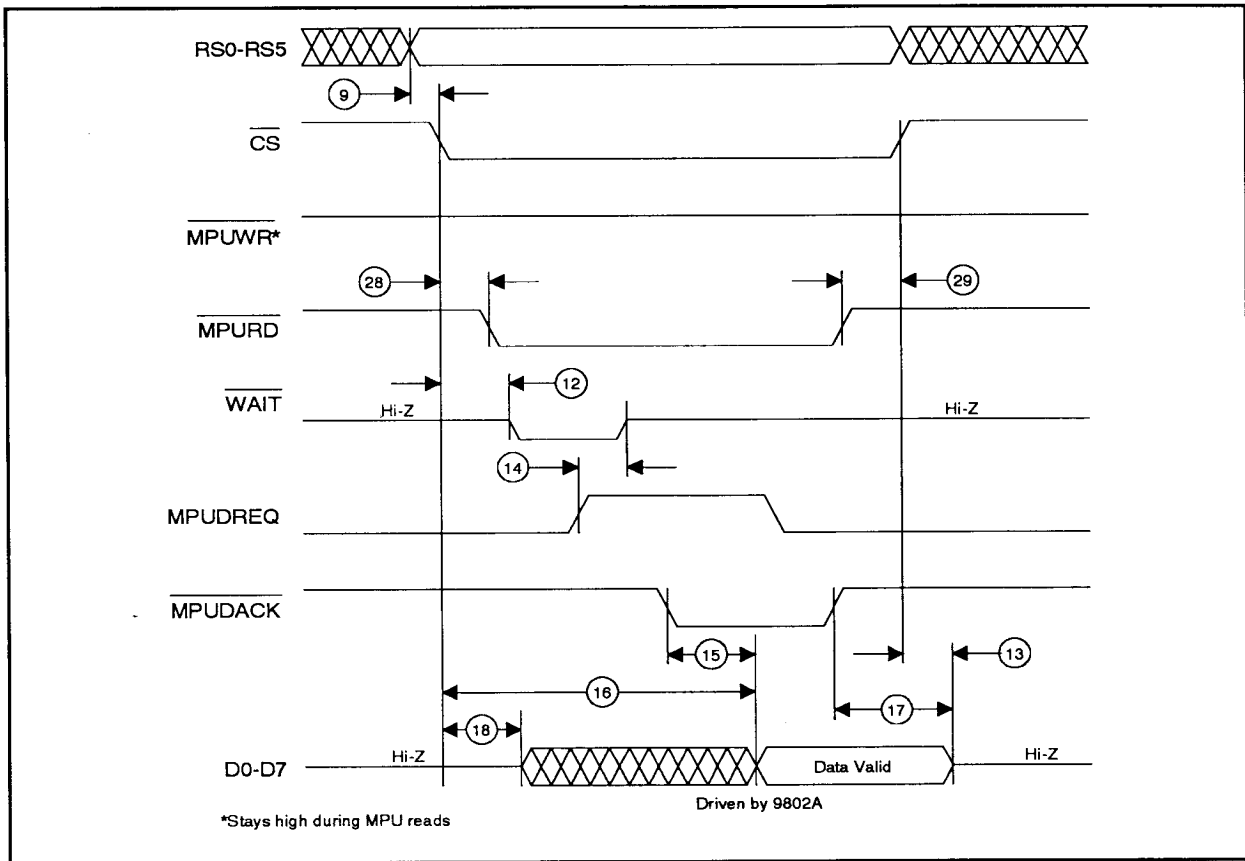 RS0-RS5
9
CS
MPUWR*
28
29
MPURD
12
WAIT
Hi-Z
Hi-Z
14
MPUDREQ
MPUDACK
15
13
16
17
18
Hi-Z
Hi-Z
D0-D7
Data Valid
Driven by 9802A
*Stays high during MPU reads